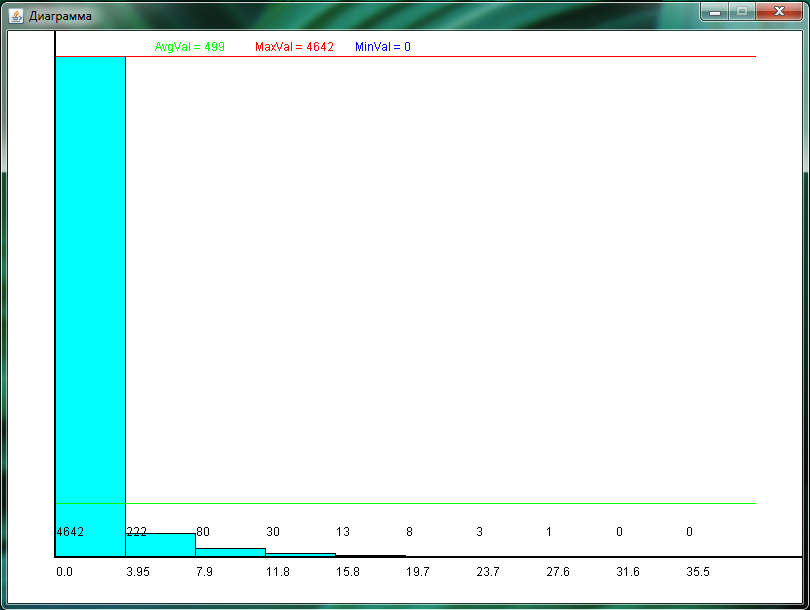 Диаграмма
AvgVal = 499 MaxVal = 4642 MinVal = 0
4642 222 80 30 13 8 3 1 0 0
0.0 3.95 7.9 11.8 15.8 19.7 23.7 27.6 31.6 35.5